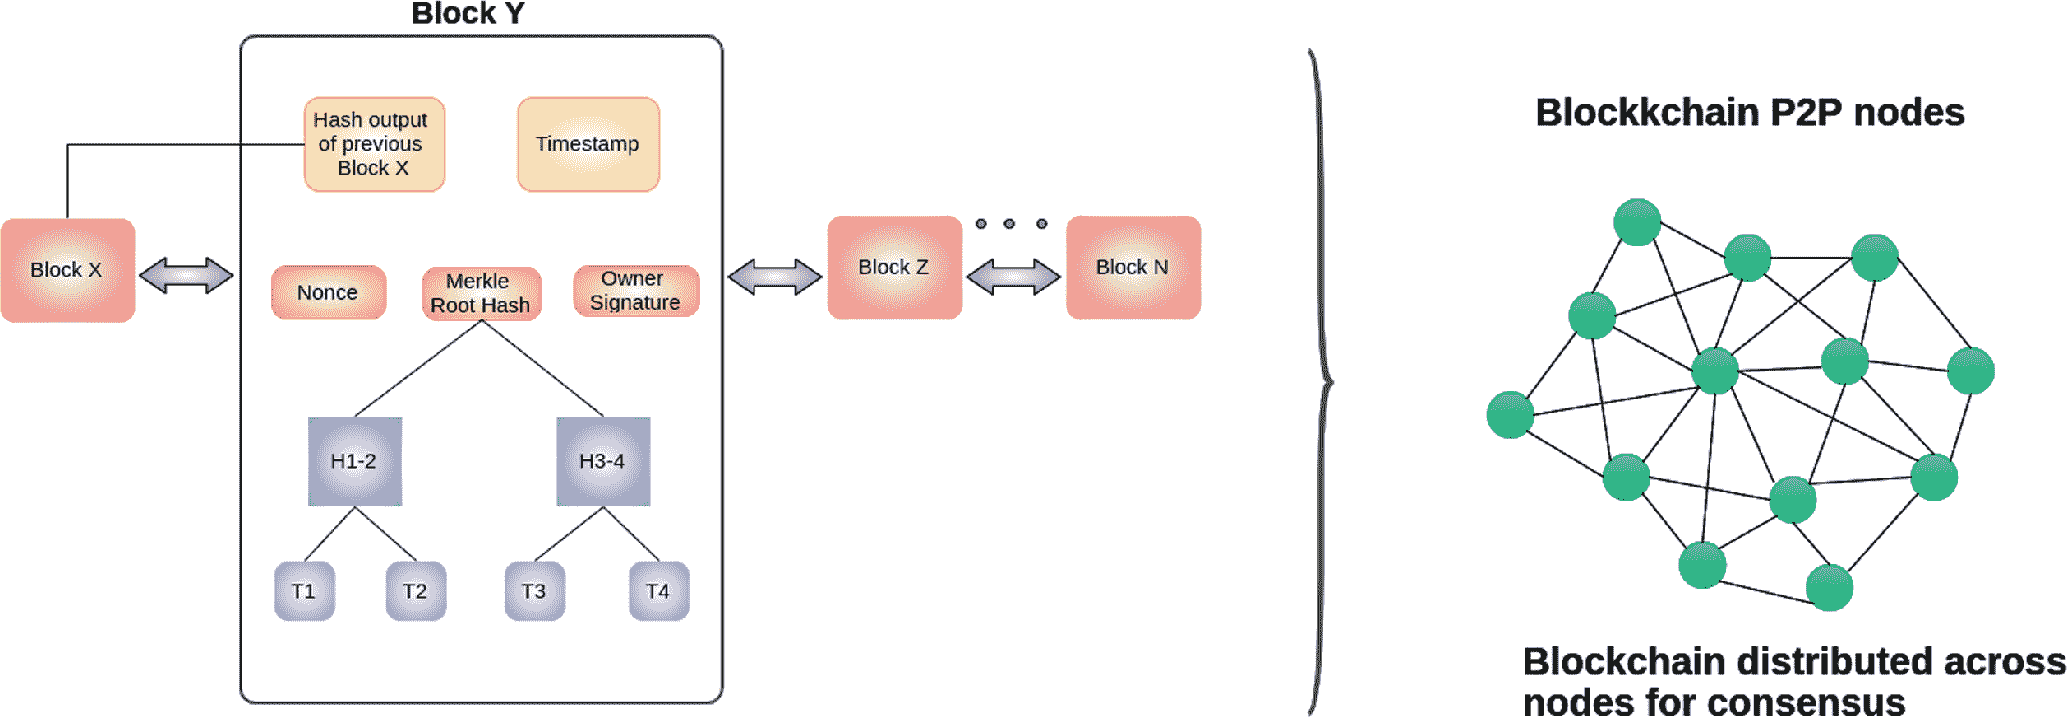 Block Y
Hash output
of previous
Block X
Timestamp
Block X
Nonce
Merkle
Root Hash
Owner
Signature
Block Z
Block N
H1-2
H3-4
T1
T2
T3
T4
Blockkchain P2P nodes
Blockchain distributed across
nodes for consensus